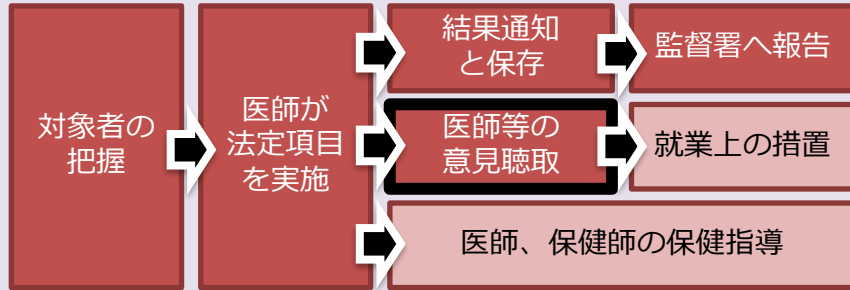 対象者の
把握
医師が
法定項目
を実施
結果通知
と保存
監督署へ報告
医師等の
意見聴取
就業上の措置
医師、保健師の保健指導